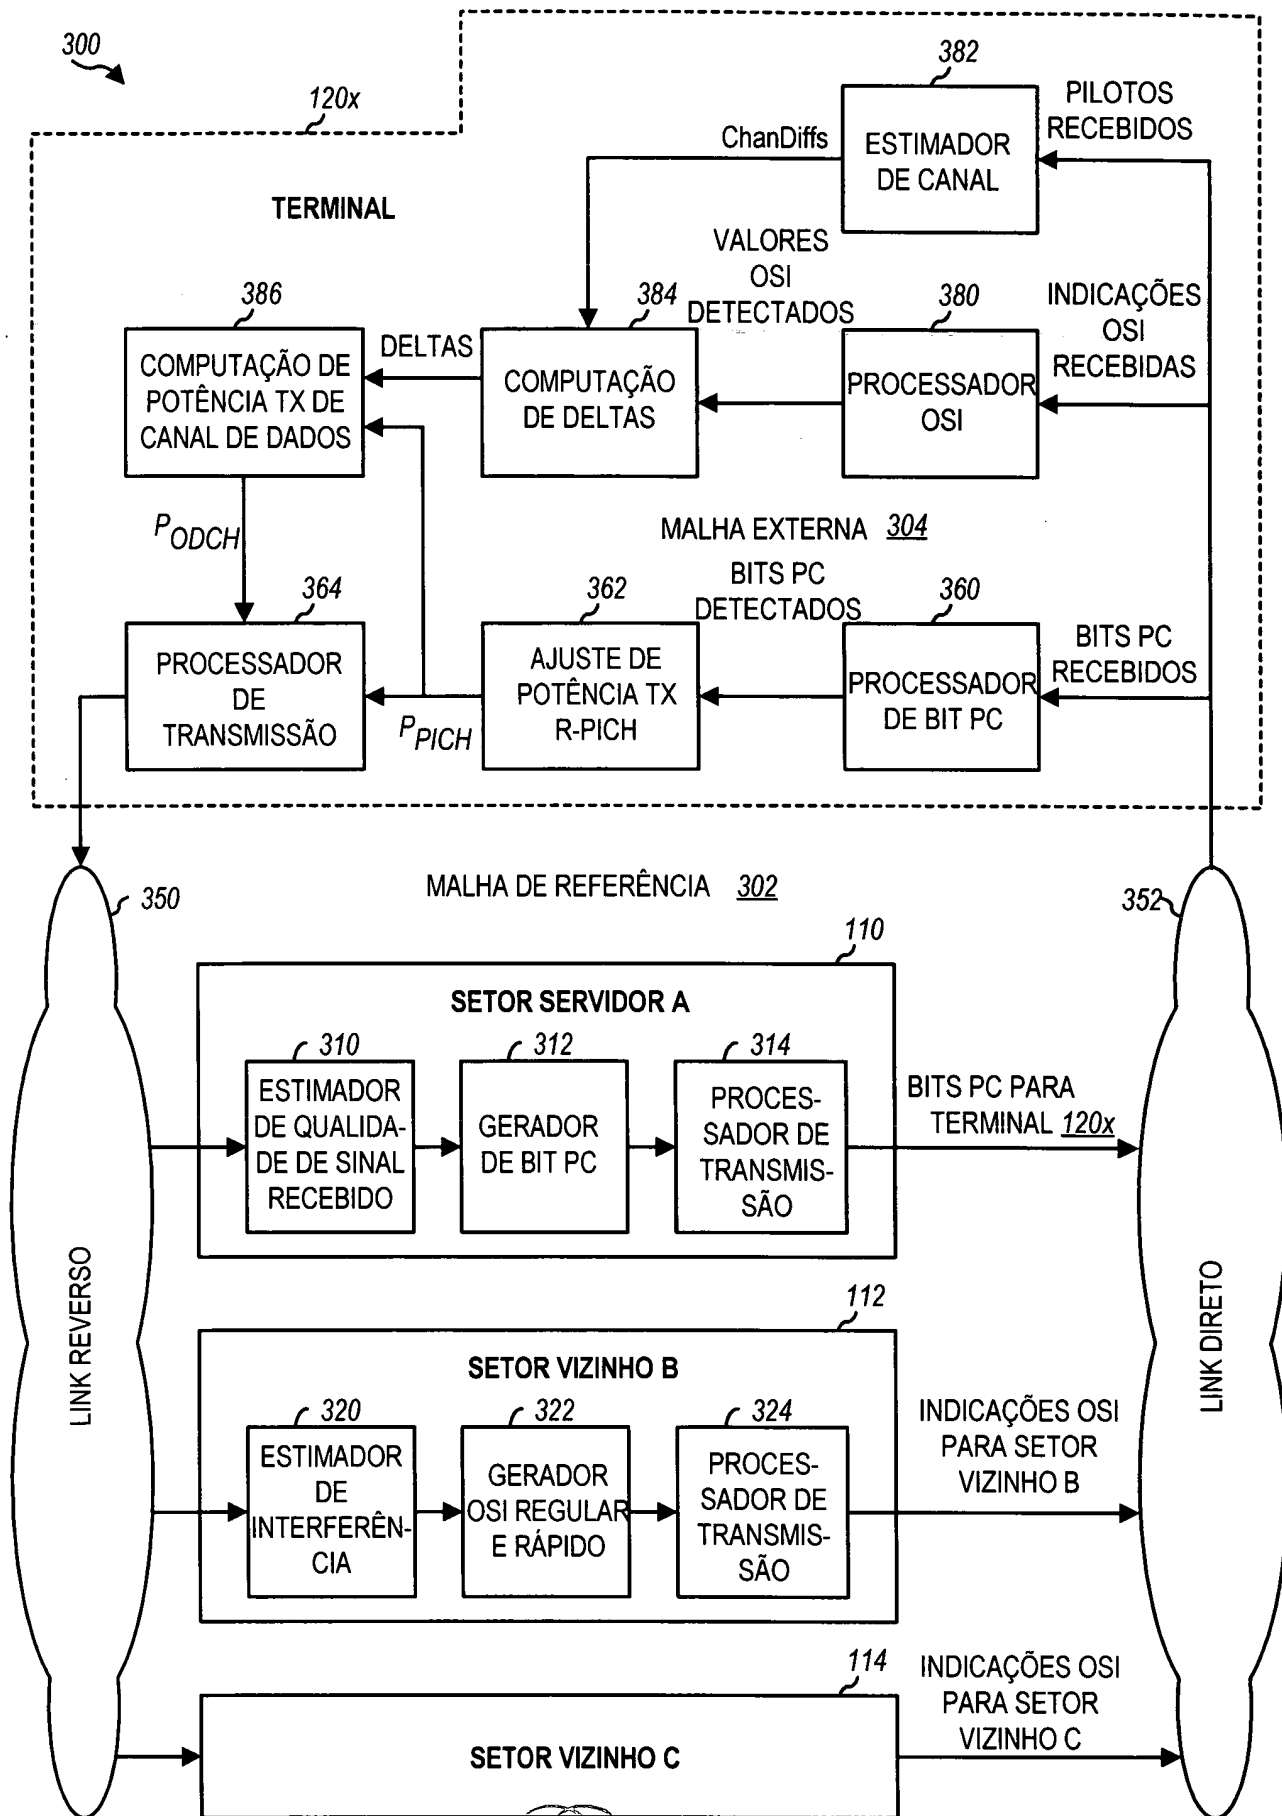 300
120x
TERMINAL
382
ESTIMADOR
DE CANAL
PILOTOS
RECEBIDOS
ChanDiffs
VALORES
OSI
DETECTADOS
386
COMPUTAÇÃO DE
POTÊNCIA TX DE
CANAL DE DADOS
DELTAS
384
COMPUTAÇÃO
DE DELTAS
380
PROCESSADOR
OSI
INDICAÇÕES
OSI
RECEBIDAS
PODCH
MALHA EXTERNA 304
BITS PC
DETECTADOS
364
PROCESSADOR
DE
TRANSMISSÃO
PPICH
362
AJUSTE DE
POTÊNCIA TX
R-PICH
360
PROCESSADOR
DE BIT PC
BITS PC
RECEBIDOS
350
MALHA DE REFERÊNCIA 302
352
110
SETOR SERVIDOR A
310
ESTIMADOR
DE QUALIDA-
DE DE SINAL
RECEBIDO
312
GERADOR
DE BIT PC
314
PROCES-
SADOR DE
TRANSMIS-
SÃO
BITS PC PARA
TERMINAL 120x
LINK REVERSO
LINK DIRETO
112
SETOR VIZINHO B
320
ESTIMADOR
DE
INTERFERÊN-
CIA
322
GERADOR
OSI REGULAR
E RÁPIDO
324
PROCES-
SADOR DE
TRANSMIS-
SÃO
INDICAÇÕES OSI
PARA SETOR
VIZINHO B
114
SETOR VIZINHO C
INDICAÇÕES OSI
PARA SETOR
VIZINHO C